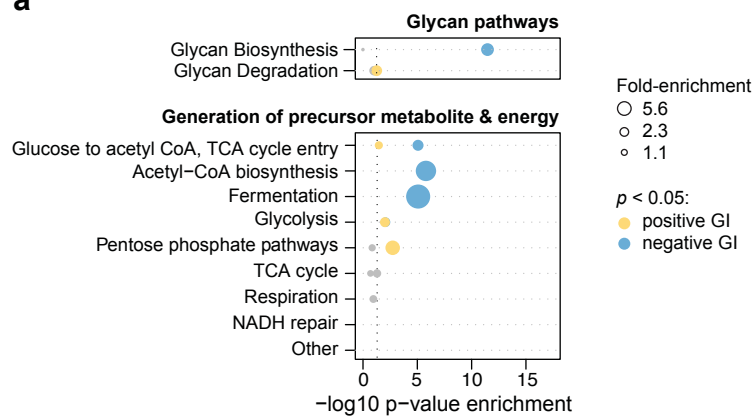 a
Glycan pathways
Glycan Biosynthesis
Glycan Degradation
Generation of precursor metabolite & energy
Glucose to acetyl CoA, TCA cycle entry
Acetyl−CoA biosynthesis
Fermentation
Glycolysis
Pentose phosphate pathways
TCA cycle
Respiration
NADH repair
Other
0 5 10 15
−log10 p−value enrichment
Fold-enrichment
5.6
2.3
1.1
p < 0.05:
positive GI
negative GI